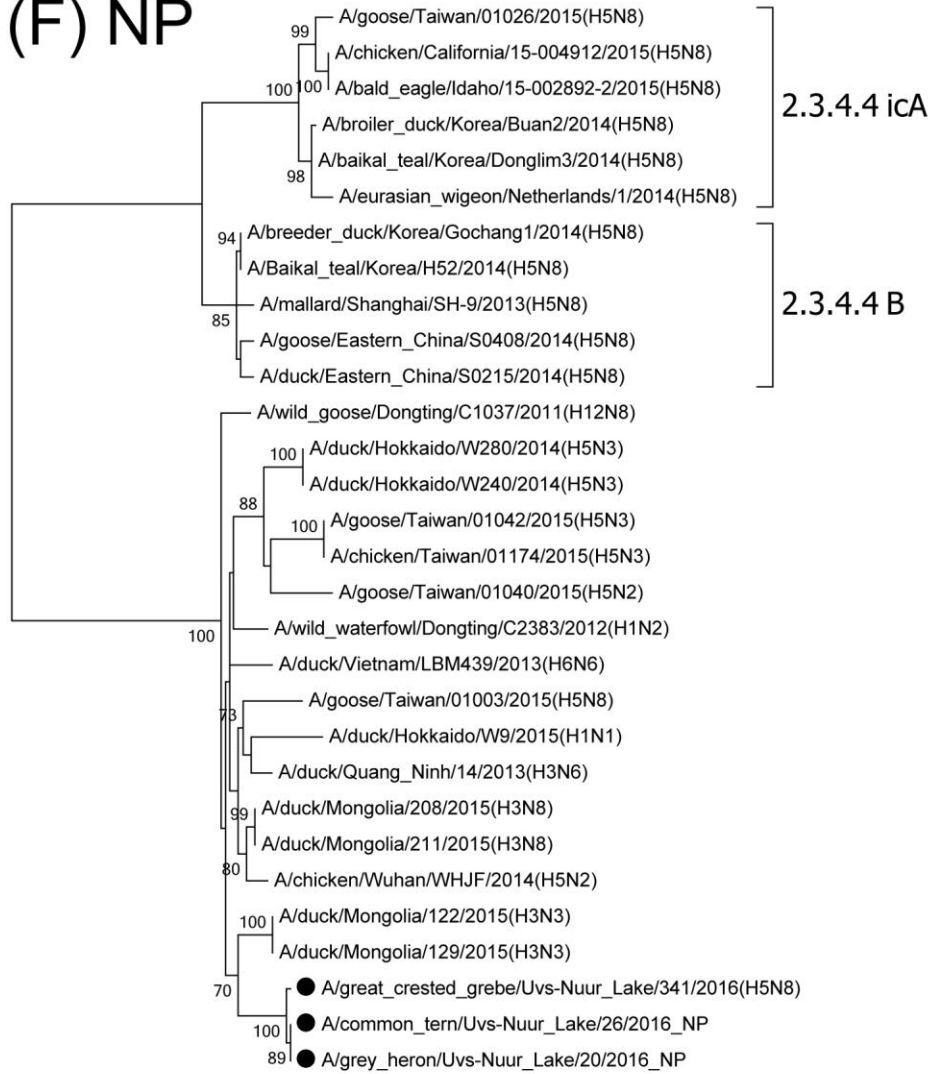 (F) NP
A/goose/Taiwan/01026/2015(H5N8)
99
A/chicken/California/15-004912/2015(H5N8)
100
100
A/bald_eagle/Idaho/15-002892-2/2015(H5N8)
2.3.4.4 icA
A/broiler_duck/Korea/Buan2/2014(H5N8)
A/baikal_teal/Korea/Donglim3/2014(H5N8)
98
A/eurasian_wigeon/Netherlands/1/2014(H5N8)
A/breeder_duck/Korea/Gochang1/2014(H5N8)
94
A/Baikal_teal/Korea/H52/2014(H5N8)
A/mallard/Shanghai/SH-9/2013(H5N8)
2.3.4.4 B
85
A/goose/Eastern_China/S0408/2014(H5N8)
A/duck/Eastern_China/S0215/2014(H5N8)
A/wild_goose/Dongting/C1037/2011(H12N8)
A/duck/Hokkaido/W280/2014(H5N3)
100
A/duck/Hokkaido/W240/2014(H5N3)
88
A/goose/Taiwan/01042/2015(H5N3)
100
A/chicken/Taiwan/01174/2015(H5N3)
A/goose/Taiwan/01040/2015(H5N2)
A/wild_waterfowl/Dongting/C2383/2012(H1N2)
100
A/duck/Vietnam/LBM439/2013(H6N6)
A/goose/Taiwan/01003/2015(H5N8)
73
A/duck/Hokkaido/W9/2015(H1N1)
A/duck/Quang_Ninh/14/2013(H3N6)
A/duck/Mongolia/208/2015(H3N8)
99
A/duck/Mongolia/211/2015(H3N8)
80
A/chicken/Wuhan/WHJF/2014(H5N2)
A/duck/Mongolia/122/2015(H3N3)
100
A/duck/Mongolia/129/2015(H3N3)
70
A/great_crested_grebe/Uvs-Nuur_Lake/341/2016(H5N8)
100
A/common_tern/Uvs-Nuur_Lake/26/2016_NP
89
A/grey_heron/Uvs-Nuur_Lake/20/2016_NP